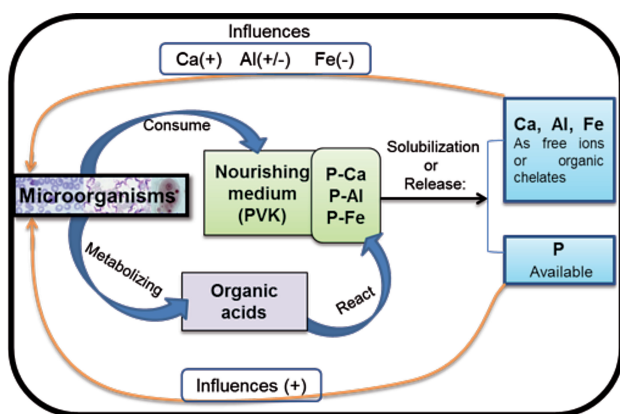 Influences
Ca(+) Al(+/-) Fe(-)
Consume
Nourishing
medium
(PVK)
P-Ca
P-Al
P-Fe
Solubilization
or
Release:
Ca, Al, Fe
As free ions
or organic
chelates
Microorganisms
Metabolizing
Organic
acids
React
P
Available
Influences (+)